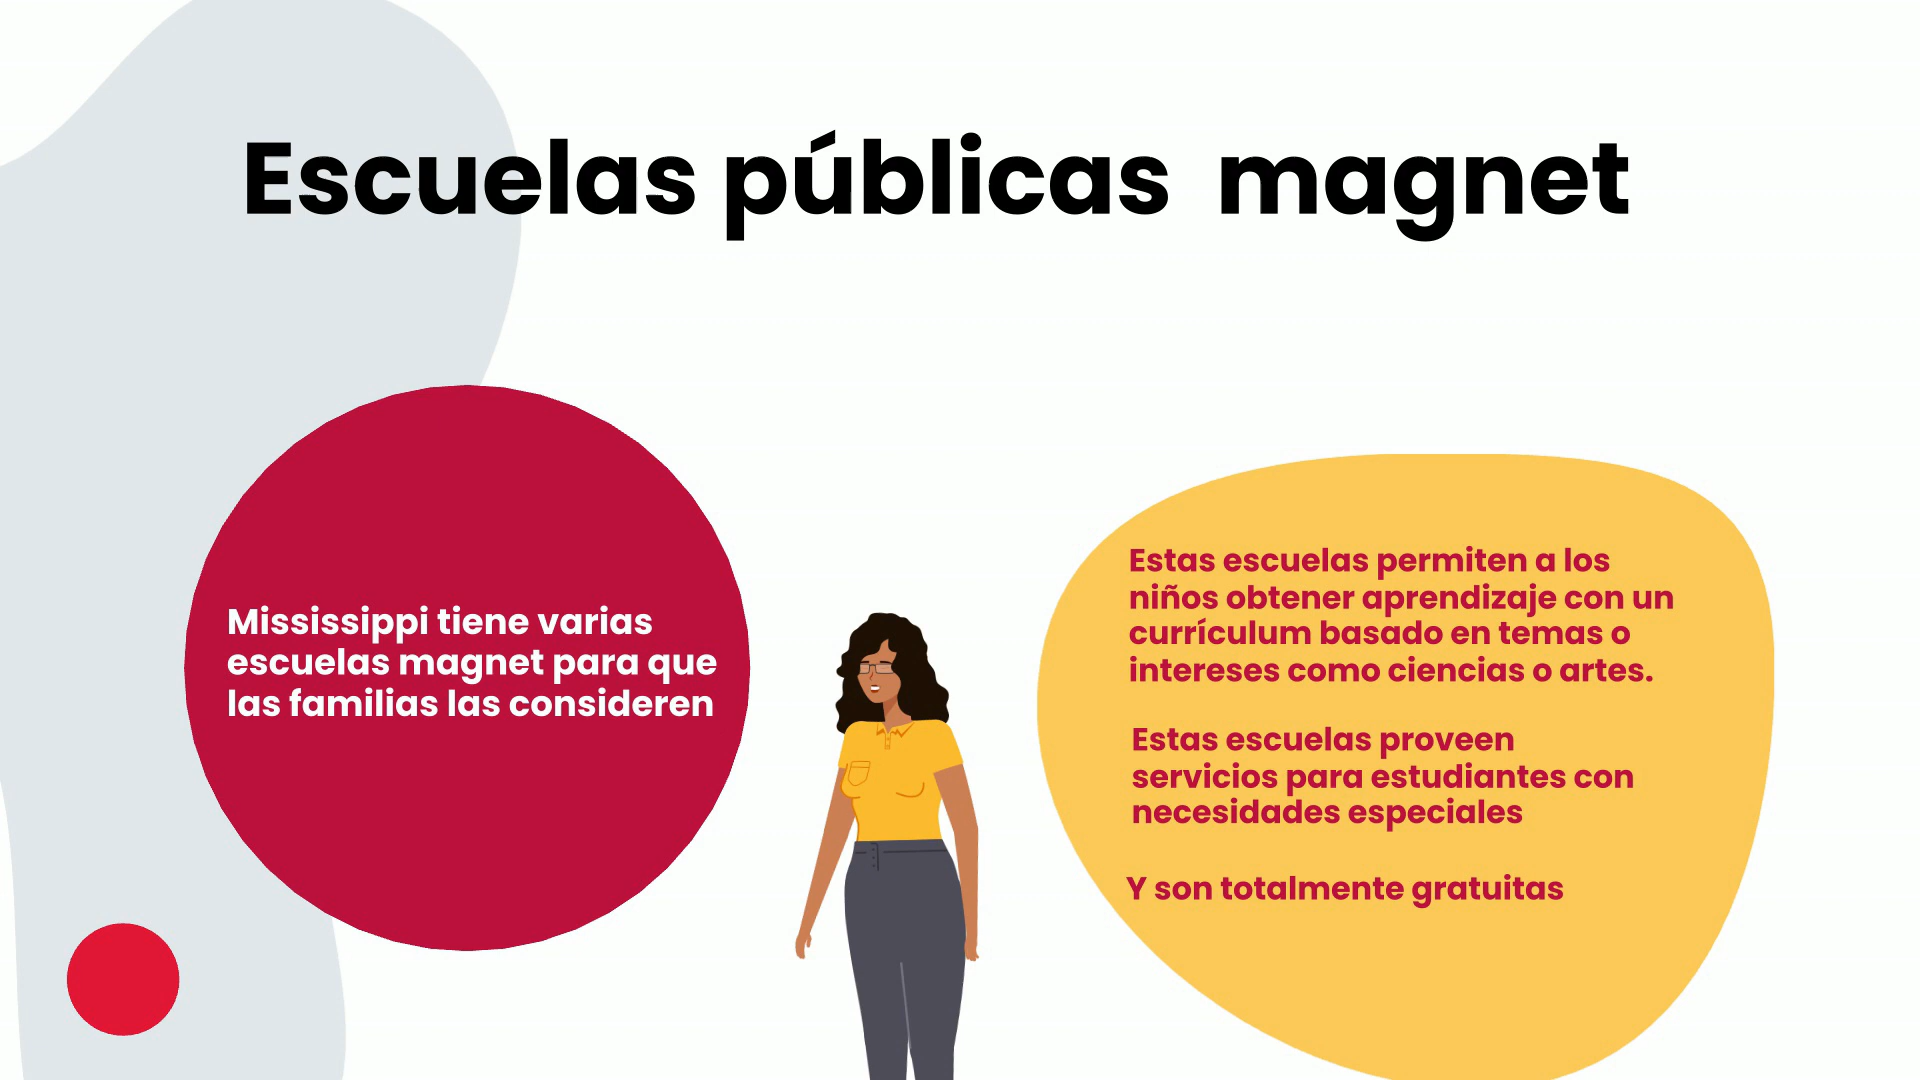 Escuelas públicas magnet
Mississippi tiene varias
escuelas magnet para que
las familias las consideren
Estas escuelas permiten a los
niños obtener aprendizaje con un
currículum basado en temas o
intereses como ciencias o artes.
Estas escuelas proveen
servicios para estudiantes con
necesidades especiales
Y son totalmente gratuitas